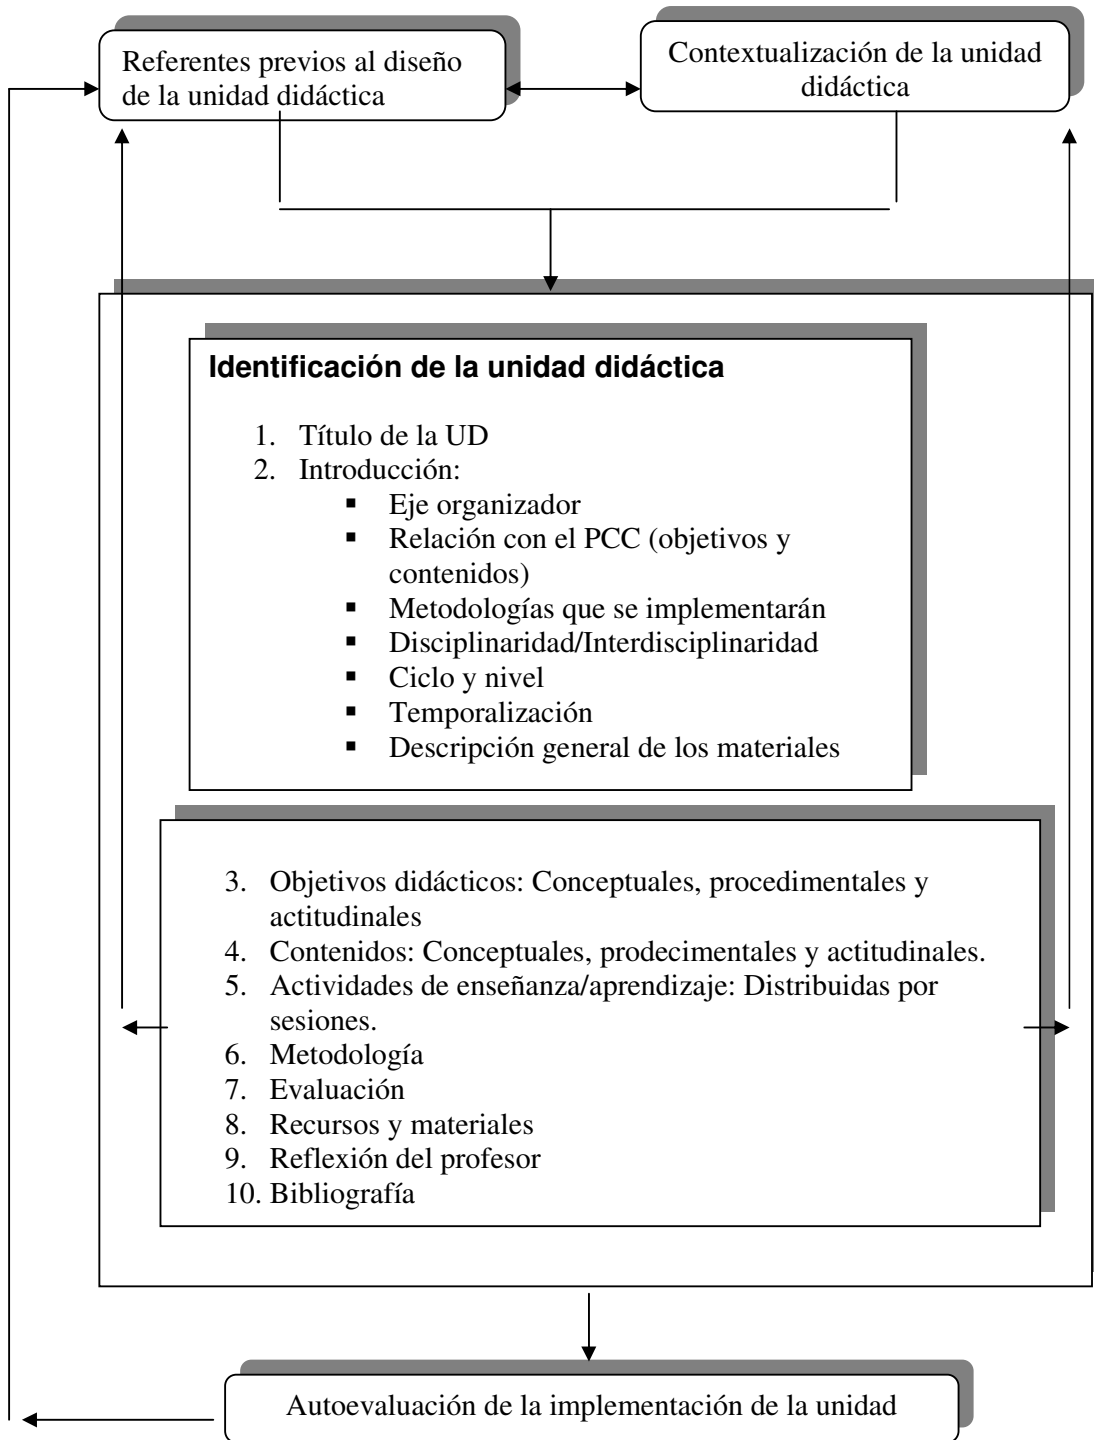 Referentes previos al diseño
de la unidad didáctica
Contextualización de la unidad
didáctica
Identificación de la unidad didáctica
1. Título de la UD
2. Introducción:
▪ Eje organizador
▪ Relación con el PCC (objetivos y
contenidos)
▪ Metodologías que se implementarán
▪ Disciplinaridad/Interdisciplinaridad
▪ Ciclo y nivel
▪ Temporalización
▪ Descripción general de los materiales
3. Objetivos didácticos: Conceptuales, procedimentales y
actitudinales
4. Contenidos: Conceptuales, prodecimentales y actitudinales.
5. Actividades de enseñanza/aprendizaje: Distribuidas por
sesiones.
6. Metodología
7. Evaluación
8. Recursos y materiales
9. Reflexión del profesor
10. Bibliografía
Autoevaluación de la implementación de la unidad